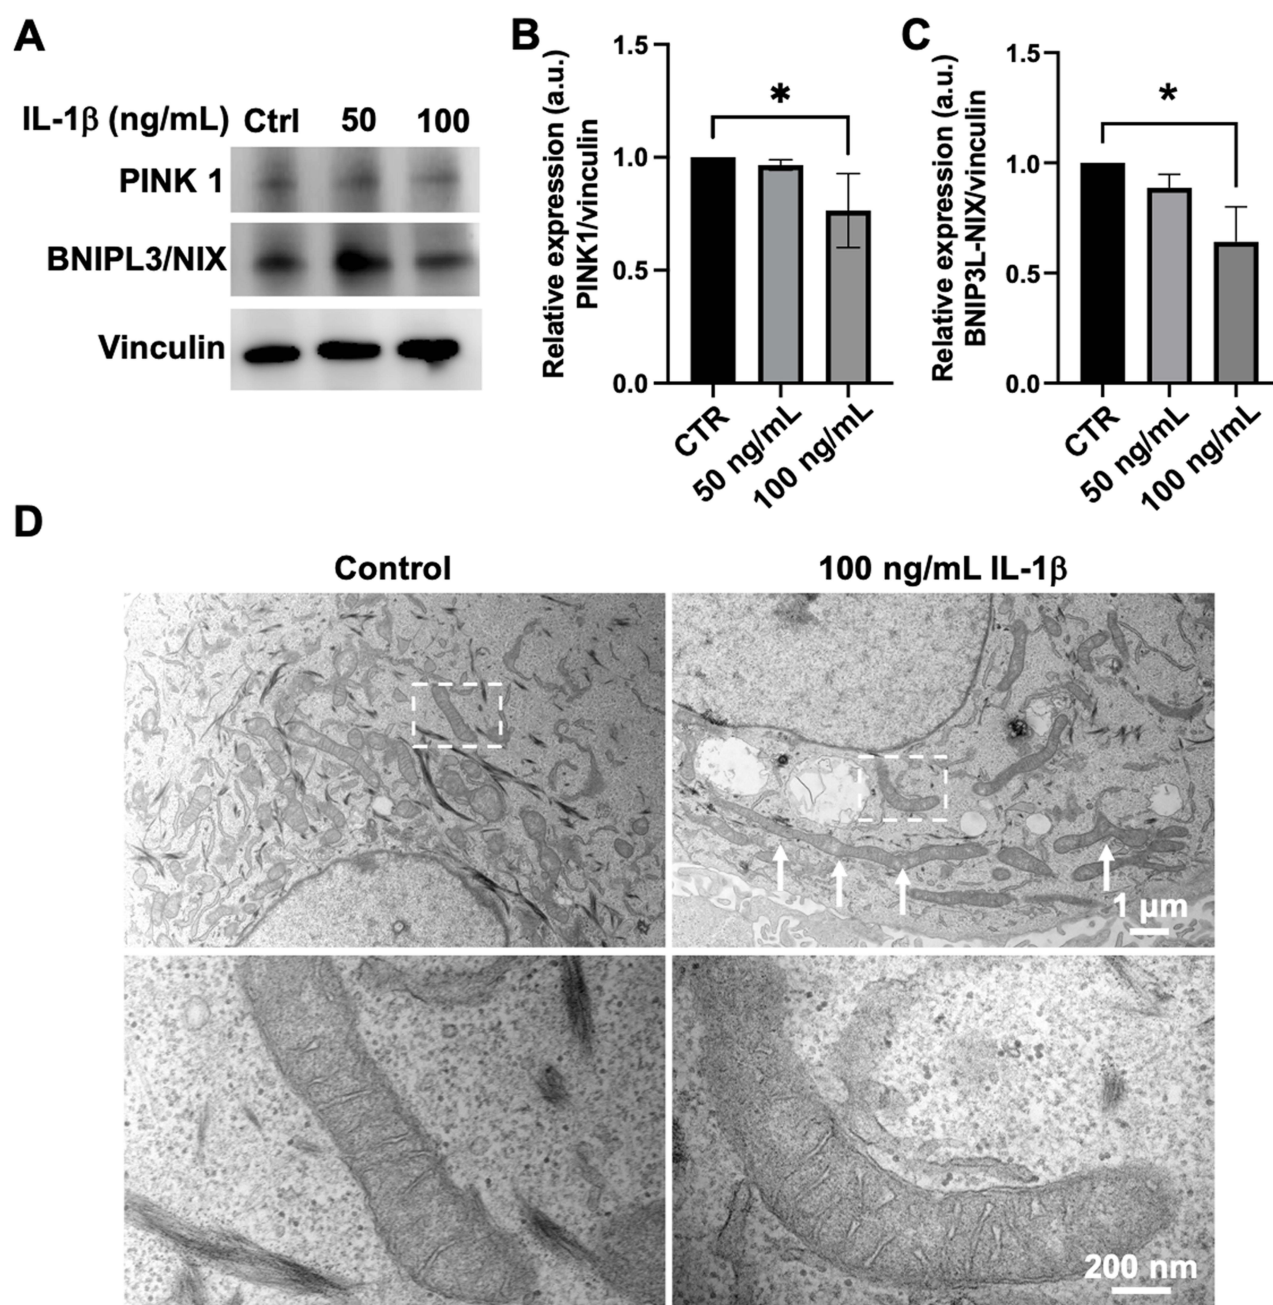 A
IL-1β (ng/mL) Ctrl 50 100
PINK 1
BNIPL3/NIX
Vinculin
B
Relative expression (a.u.)
PINK1/vinculin
1.5
*
1.0
0.5
0.0
CTR
50 ng/mL
100 ng/mL
C
Relative expression (a.u.)
BNIP3L-NIX/vinculin
1.5
*
1.0
0.5
0.0
CTR
50 ng/mL
100 ng/mL
D
Control
100 ng/mL IL-1β
1 μm
200 nm